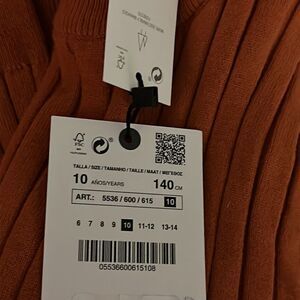 FSC
TALLA / SIZE / TAMANHO / TAILLE / MAAT / ΜΕΓΕΘΟΣ
10 AÑOS/YEARS 140 CM
ART.: 5536 / 600 / 615 10
6 7 8 9 10 11-12 13-14
05536600615108